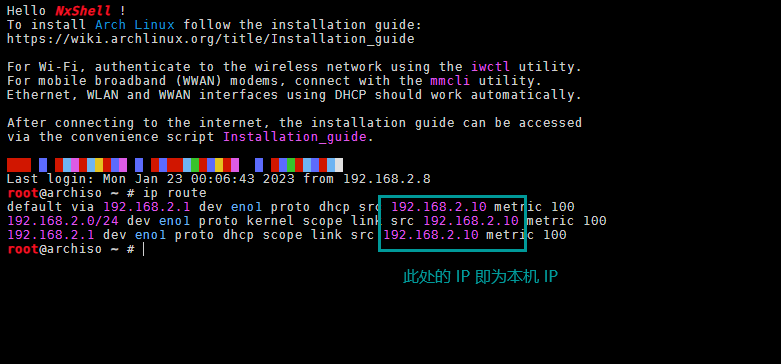 Hello NxShell !
To install Arch Linux follow the installation guide:
https://wiki.archlinux.org/title/Installation_guide
For Wi-Fi, authenticate to the wireless network using the iwctl utility.
For mobile broadband (WWAN) modems, connect with the mmcli utility.
Ethernet, WLAN and WWAN interfaces using DHCP should work automatically.
After connecting to the internet, the installation guide can be accessed
via the convenience script Installation_guide.
Last login: Mon Jan 23 00:06:43 2023 from 192.168.2.8
root@archiso ~ # ip route
default via 192.168.2.1 dev eno1 proto dhcp src 192.168.2.10 metric 100
192.168.2.0/24 dev eno1 proto kernel scope link src 192.168.2.10 metric 100
192.168.2.1 dev eno1 proto dhcp scope link src 192.168.2.10 metric 100
root@archiso ~ #
此处的 IP 即为本机 IP